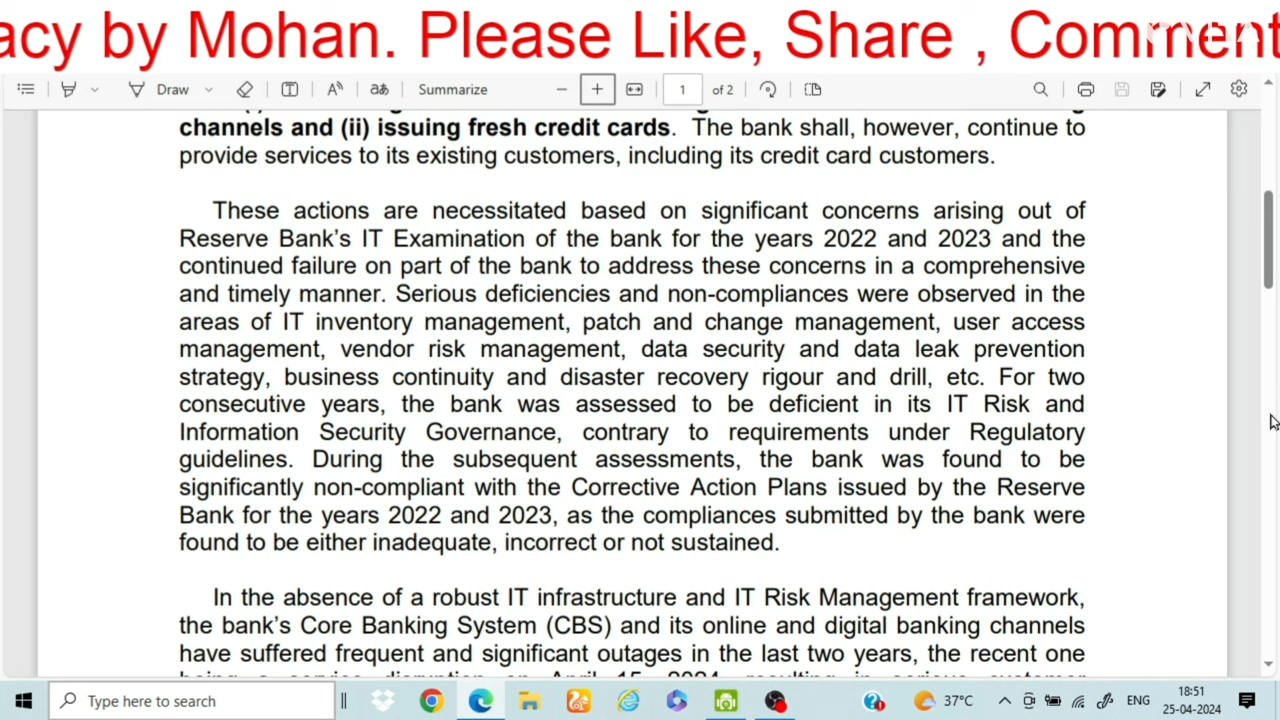 acy by Mohan. Please Like, Share , Comment
Draw Summarize 1 of 2
channels and (ii) issuing fresh credit cards. The bank shall, however, continue to
provide services to its existing customers, including its credit card customers.
These actions are necessitated based on significant concerns arising out of
Reserve Bank's IT Examination of the bank for the years 2022 and 2023 and the
continued failure on part of the bank to address these concerns in a comprehensive
and timely manner. Serious deficiencies and non-compliances were observed in the
areas of IT inventory management, patch and change management, user access
management, vendor risk management, data security and data leak prevention
strategy, business continuity and disaster recovery rigour and drill, etc. For two
consecutive years, the bank was assessed to be deficient in its IT Risk and
Information Security Governance, contrary to requirements under Regulatory
guidelines. During the subsequent assessments, the bank was found to be
significantly non-compliant with the Corrective Action Plans issued by the Reserve
Bank for the years 2022 and 2023, as the compliances submitted by the bank were
found to be either inadequate, incorrect or not sustained.
In the absence of a robust IT infrastructure and IT Risk Management framework,
the bank's Core Banking System (CBS) and its online and digital banking channels
have suffered frequent and significant outages in the last two years, the recent one
being a service disruption on April 15, 2024, resulting in serious customer
Type here to search 37°C ENG 18:51
25-04-2024